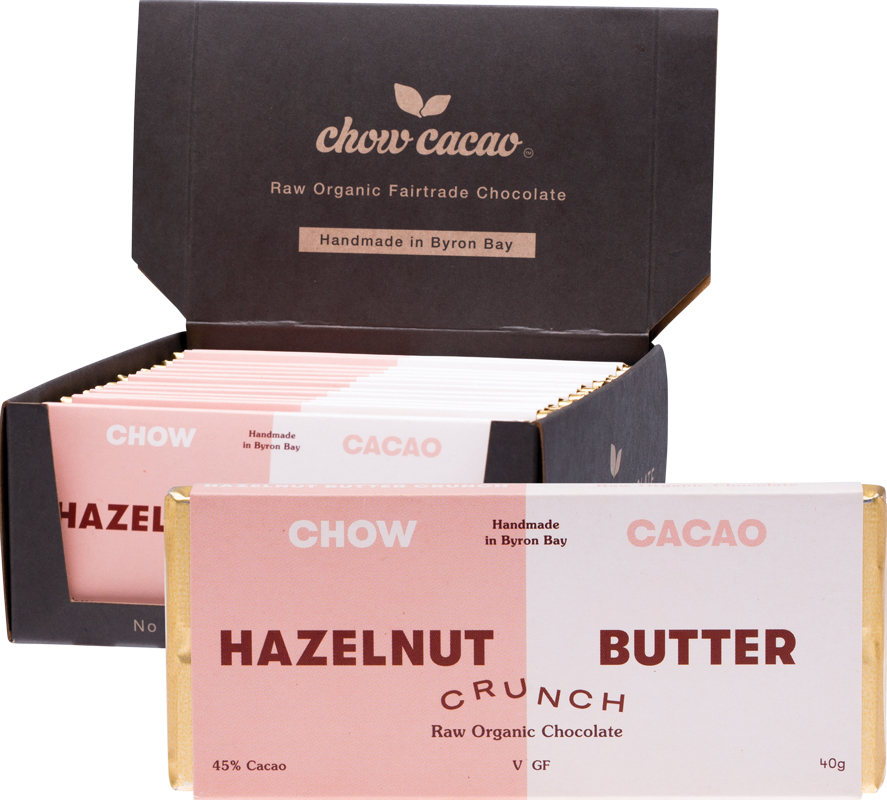 chow cacao
TM
Raw Organic Fairtrade Chocolate
Handmade in Byron Bay
CHOW
Handmade
in Byron Bay
CACAO
HAZEL
No
CHOW
Handmade
in Byron Bay
CACAO
HAZELNUT BUTTER
CRUNCH
Raw Organic Chocolate
45% Cacao
V GF
40g